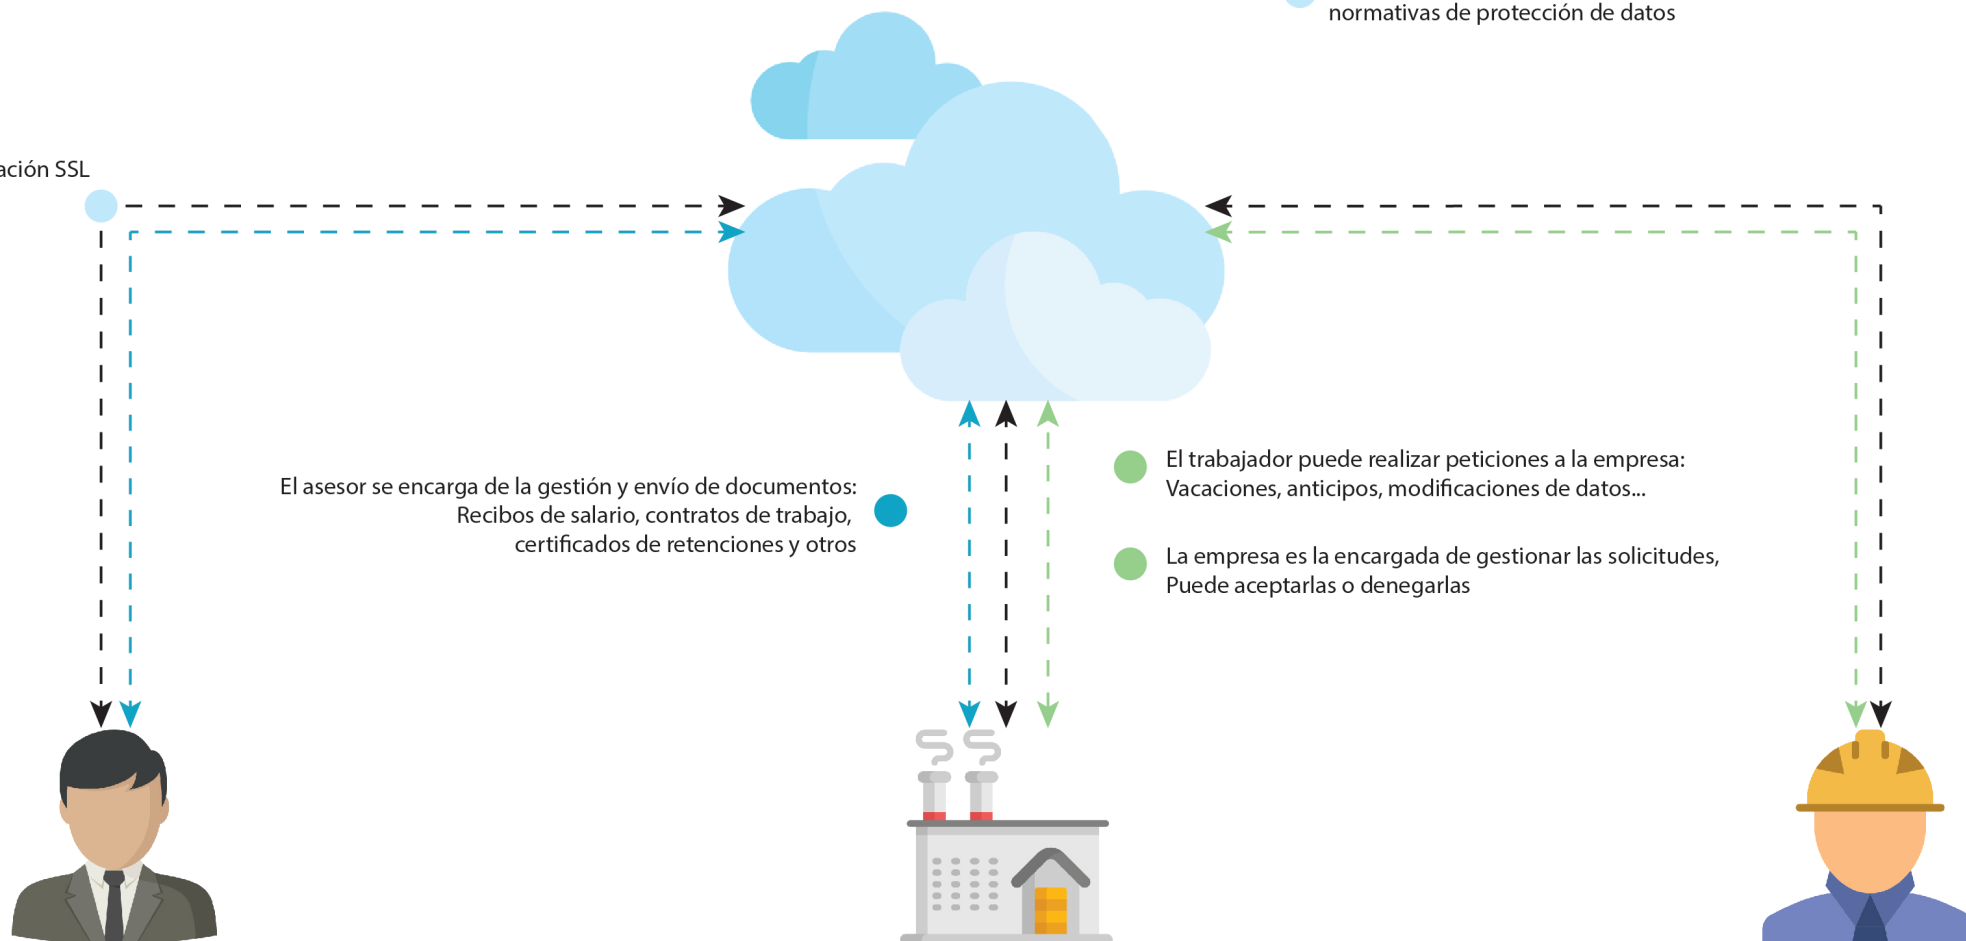 normativas de protección de datos
ación SSL
El asesor se encarga de la gestión y envío de documentos:
Recibos de salario, contratos de trabajo,
certificados de retenciones y otros
El trabajador puede realizar peticiones a la empresa:
Vacaciones, anticipos, modificaciones de datos...
La empresa es la encargada de gestionar las solicitudes,
Puede aceptarlas o denegarlas